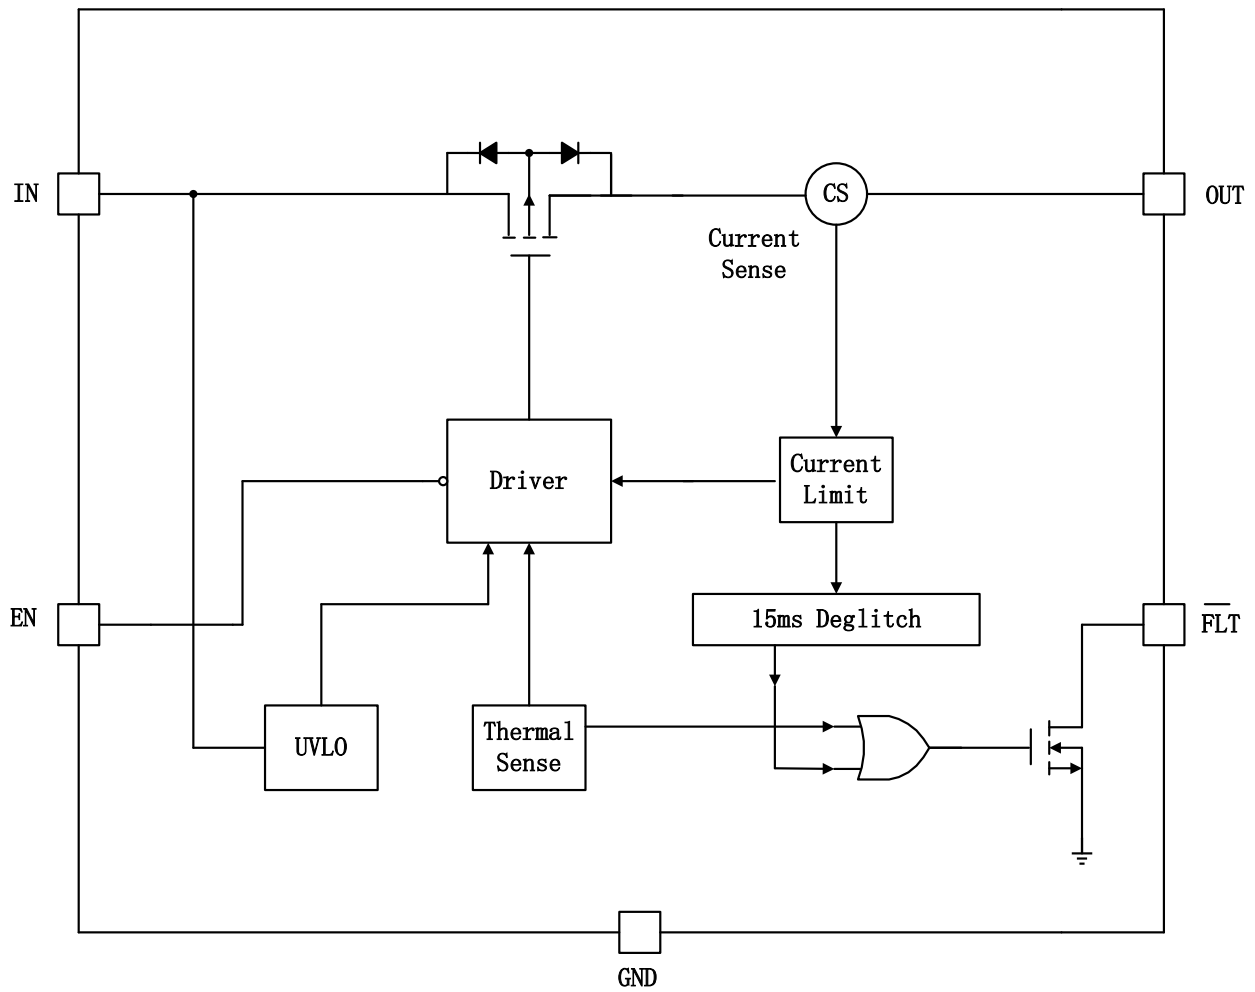 IN
CS
OUT
Current
Sense
Driver
Current
Limit
EN
15ms Deglitch
FLT
UVLO
Thermal
Sense
GND